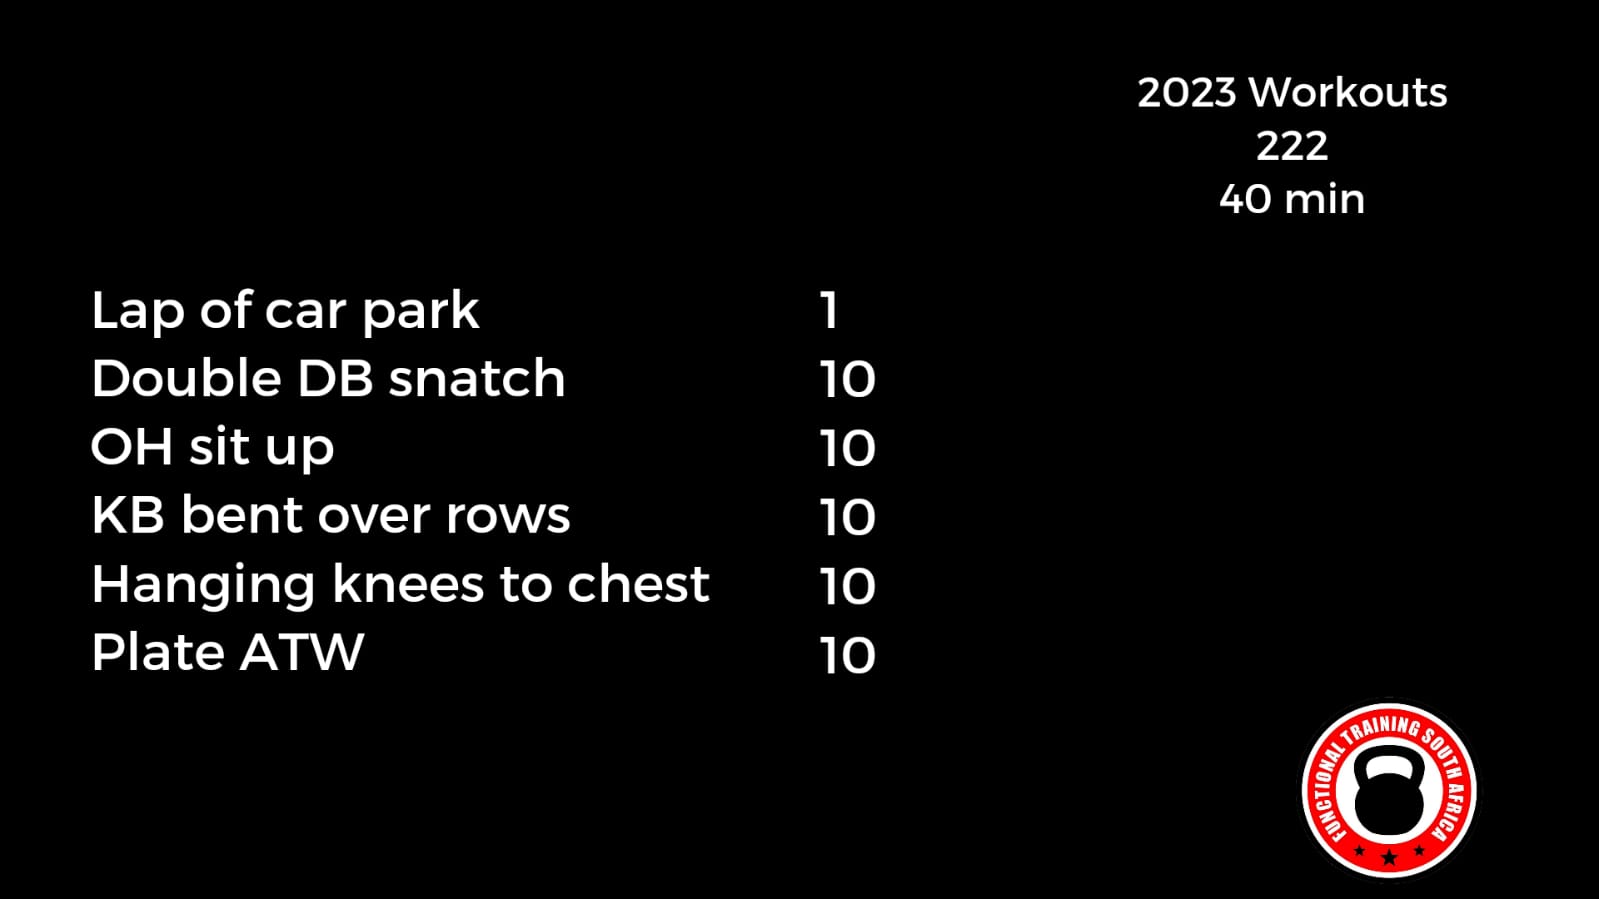 2023 Workouts
222
40 min
Lap of car park 1
Double DB snatch 10
OH sit up 10
KB bent over rows 10
Hanging knees to chest 10
Plate ATW 10
FUNCTIONAL TRAINING SOUTH AFRICA